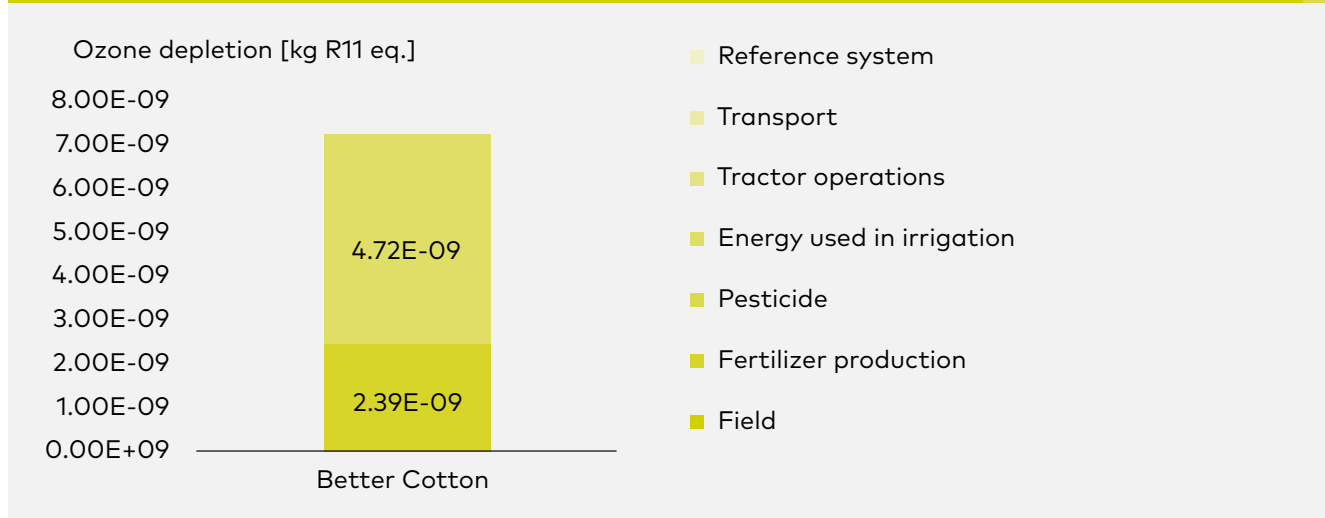 Ozone depletion [kg R11 eq.]
8.00E-09
7.00E-09
6.00E-09
5.00E-09
4.00E-09
3.00E-09
2.00E-09
1.00E-09
0.00E+09
4.72E-09
2.39E-09
Better Cotton
Reference system
Transport
Tractor operations
Energy used in irrigation
Pesticide
Fertilizer production
Field